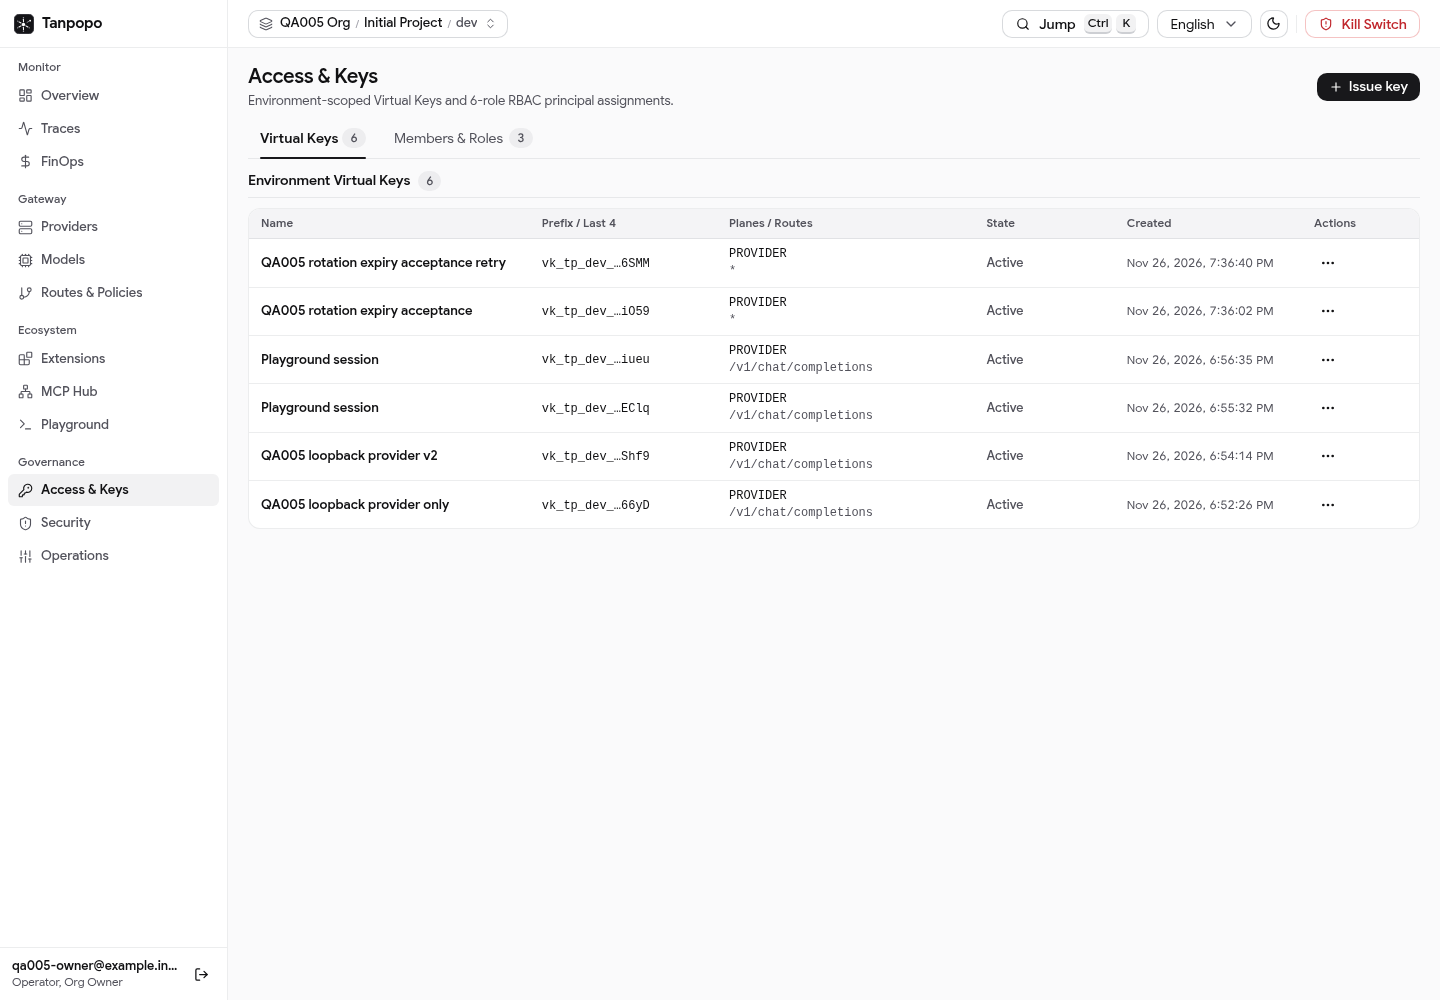 Tanpopo
QA005 Org / Initial Project / dev
Jump Ctrl K
English
Kill Switch
Monitor
Overview
Traces
FinOps
Gateway
Providers
Models
Routes & Policies
Ecosystem
Extensions
MCP Hub
Playground
Governance
Access & Keys
Security
Operations
qa005-owner@example.in...
Operator, Org Owner
Access & Keys
Environment-scoped Virtual Keys and 6-role RBAC principal assignments.
Issue key
Virtual Keys 6
Members & Roles 3
Environment Virtual Keys 6
Name Prefix / Last 4 Planes / Routes State Created Actions
QA005 rotation expiry acceptance retry vk_tp_dev_…6SMM PROVIDER Active Nov 26, 2026, 7:36:40 PM
*
QA005 rotation expiry acceptance vk_tp_dev_…iO59 PROVIDER Active Nov 26, 2026, 7:36:02 PM
*
Playground session vk_tp_dev_…iueu PROVIDER Active Nov 26, 2026, 6:56:35 PM
/v1/chat/completions
Playground session vk_tp_dev_…EClq PROVIDER Active Nov 26, 2026, 6:55:32 PM
/v1/chat/completions
QA005 loopback provider v2 vk_tp_dev_…Shf9 PROVIDER Active Nov 26, 2026, 6:54:14 PM
/v1/chat/completions
QA005 loopback provider only vk_tp_dev_…66yD PROVIDER Active Nov 26, 2026, 6:52:26 PM
/v1/chat/completions